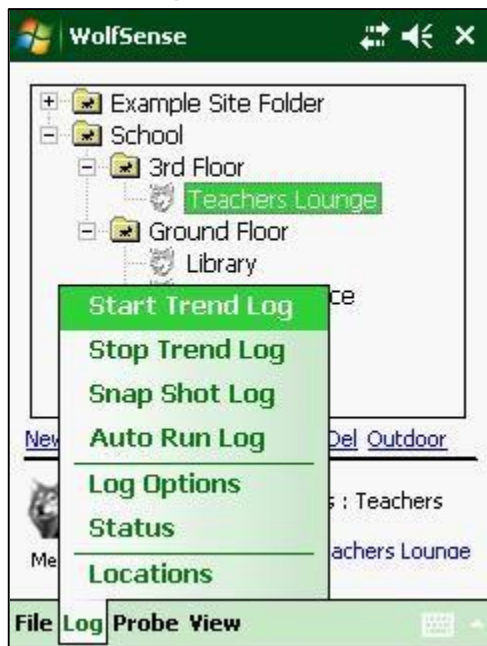 WolfSense
Example Site Folder
School
3rd Floor
Teachers Lounge
Ground Floor
Library
ce
Start Trend Log
Stop Trend Log
Snap Shot Log
Auto Run Log
Del Outdoor
Log Options
: Teachers
Status
achers Lounge
Locations
File Log Probe View